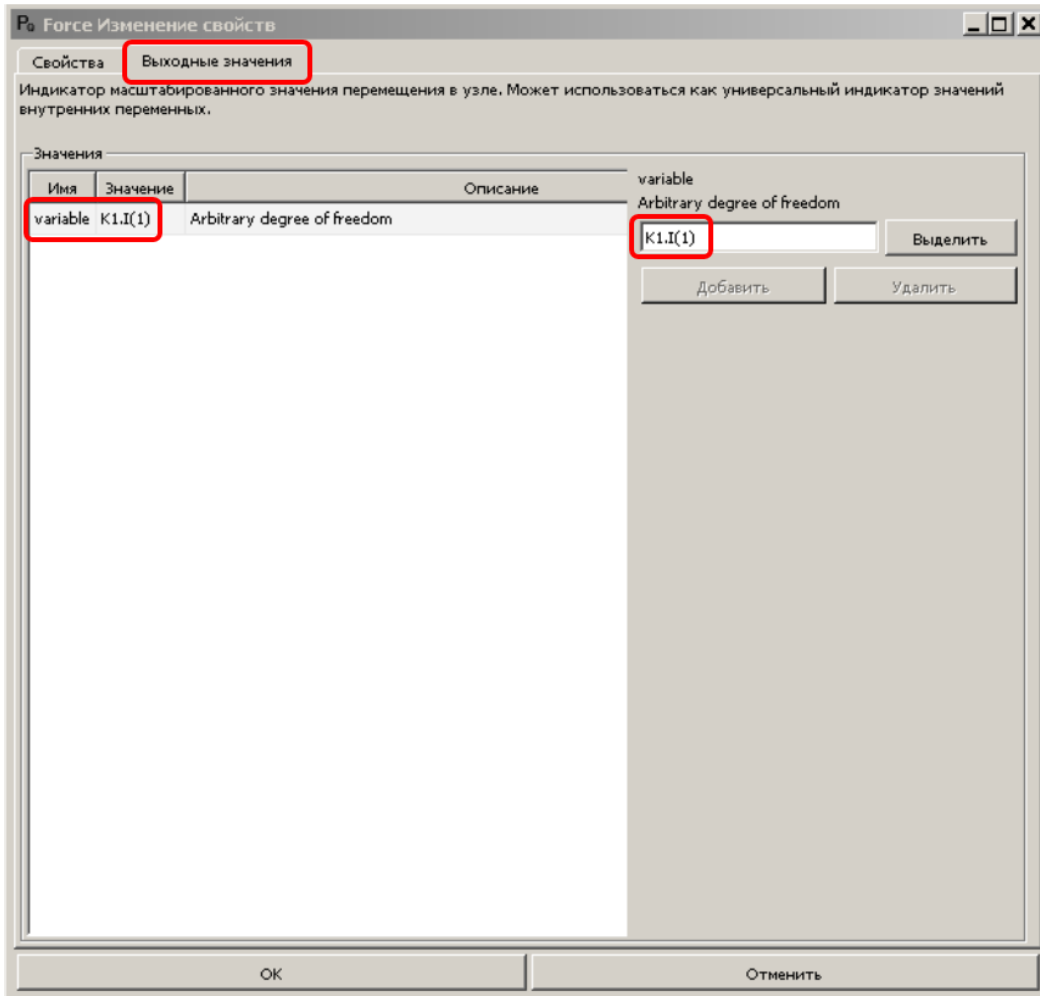 Force Изменение свойств
Свойства Выходные значения
Индикатор масштабированного значения перемещения в узле. Может использоваться как универсальный индикатор значений
внутренних переменных.
Значения
Имя Значение Описание
variable K1.I(1) Arbitrary degree of freedom
variable
Arbitrary degree of freedom
K1.I(1) Выделить
Добавить Удалить
OK Отменить